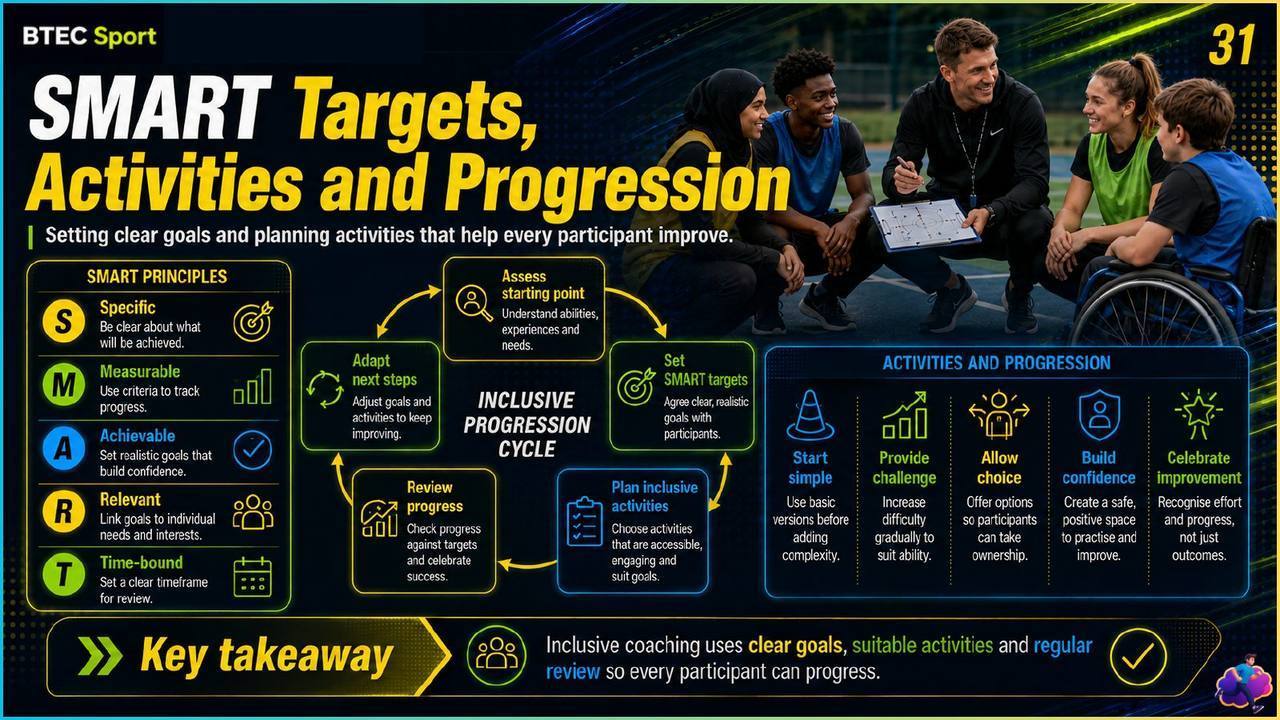 BTEC Sport
31
SMART Targets,
Activities and Progression
Setting clear goals and planning activities that help every participant improve.
SMART PRINCIPLES
S
Specific
Be clear about what
will be achieved.
M
Measurable
Use criteria to track
progress.
A
Achievable
Set realistic goals that
build confidence.
R
Relevant
Link goals to individual
needs and interests.
T
Time-bound
Set a clear timeframe
for review.
INCLUSIVE
PROGRESSION
CYCLE
Assess
starting point
Understand abilities,
experiences and
needs.
Set
SMART targets
Agree clear, realistic
goals with
participants.
Plan inclusive
activities
Choose activities
that are accessible,
engaging and
suit goals.
Review
progress
Check progress
against targets
and celebrate
success.
Adapt
next steps
Adjust goals and
activities to keep
improving.
ACTIVITIES AND PROGRESSION
Start
simple
Use basic
versions before
adding
complexity.
Provide
challenge
Increase
difficulty
gradually to
suit ability.
Allow
choice
Offer options
so participants
can take
ownership.
Build
confidence
Create a safe,
positive space
to practise and
improve.
Celebrate
improvement
Recognise effort
and progress,
not just
outcomes.
Key takeaway
Inclusive coaching uses clear goals, suitable activities and regular
review so every participant can progress.